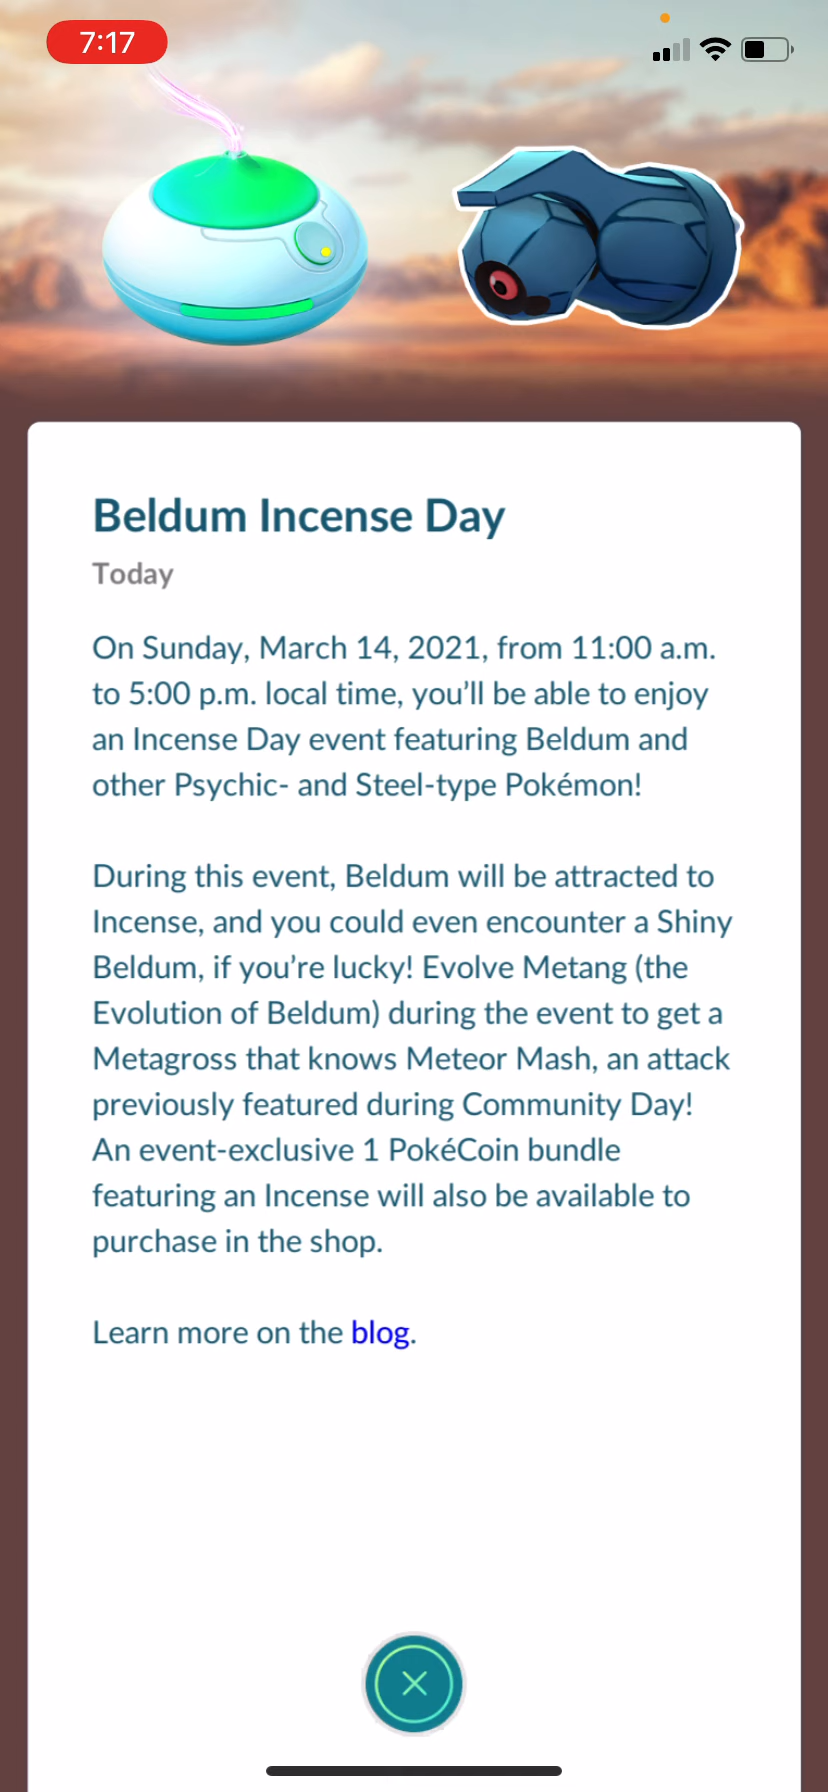 7:17
Beldum Incense Day
Today
On Sunday, March 14, 2021, from 11:00 a.m.
to 5:00 p.m. local time, you’ll be able to enjoy
an Incense Day event featuring Beldum and
other Psychic- and Steel-type Pokémon!
During this event, Beldum will be attracted to
Incense, and you could even encounter a Shiny
Beldum, if you’re lucky! Evolve Metang (the
Evolution of Beldum) during the event to get a
Metagross that knows Meteor Mash, an attack
previously featured during Community Day!
An event-exclusive 1 PokéCoin bundle
featuring an Incense will also be available to
purchase in the shop.
Learn more on the blog.